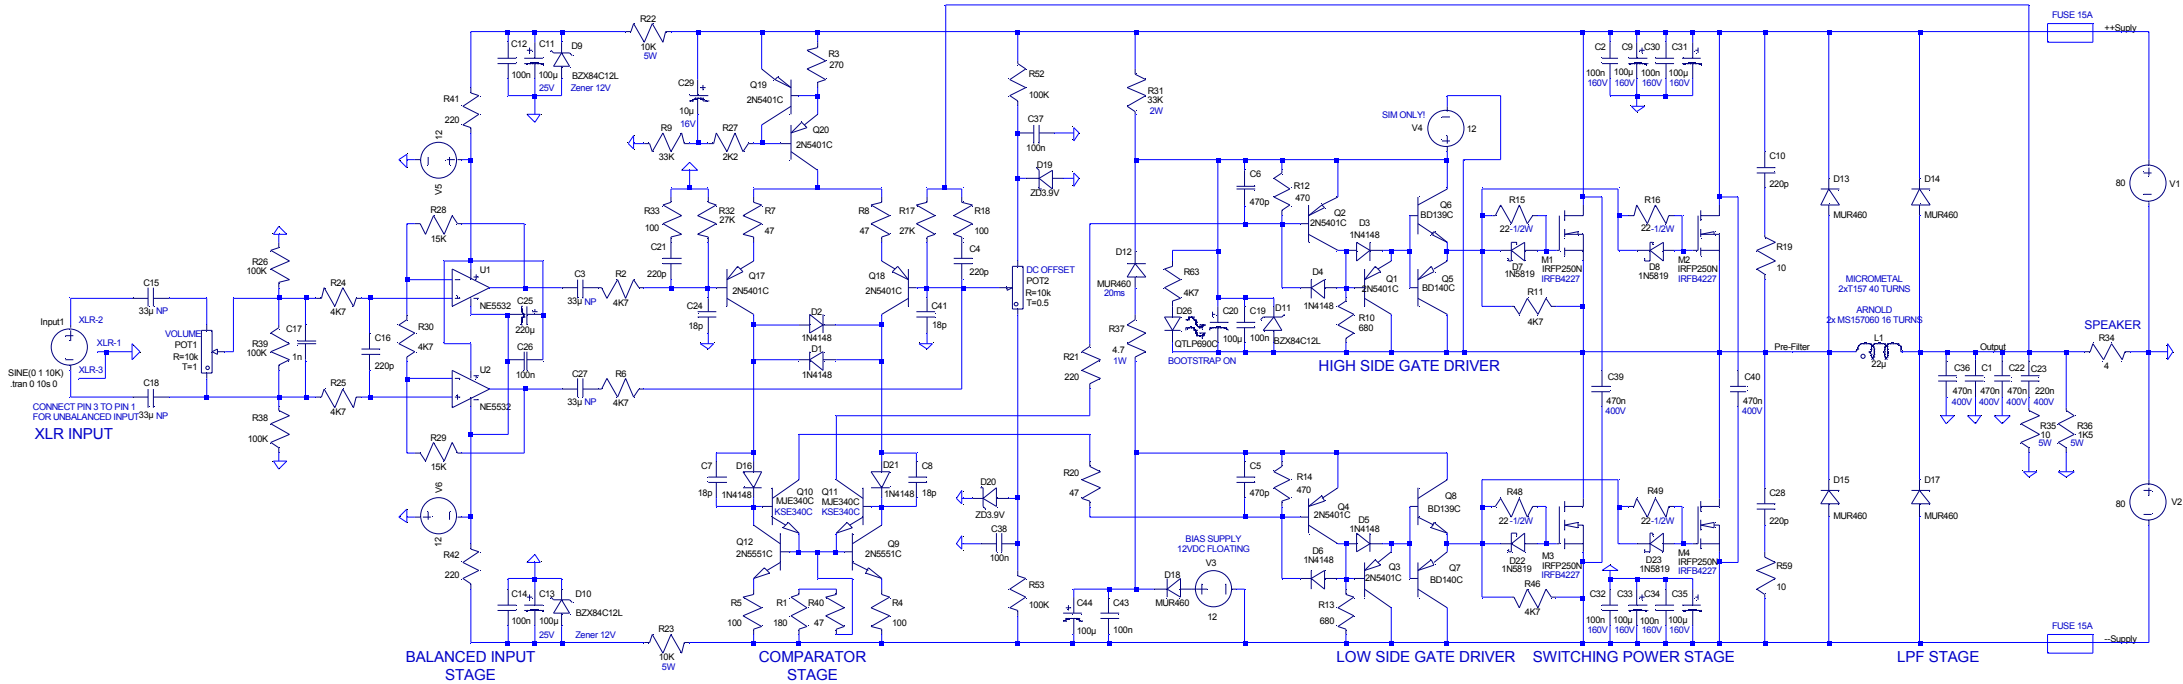 XLR INPUT
Input1
SINE(0 1 10K)
.tran 0 10s 0
XLR-2
XLR-1
XLR-3
CONNECT PIN 3 TO PIN 1
FOR UNBALANCED INPUT
C15
33µ NP
C18
33µ NP
VOLUME
POT1
R=10k
T=1
R26
100K
R39
100K
R38
100K
C17
1n
R24
4K7
R25
4K7
C16
220p
R28
15K
R30
4K7
R29
15K
U1
NE5532
U2
NE5532
C25
220µ
C26
100n
R41
220
V5
12
V6
12
R42
220
C12
100n
C11
100µ
25V
D9
BZX84C12L
Zener 12V
C14
100n
C13
100µ
25V
D10
BZX84C12L
Zener 12V
R22
10K
5W
R23
10K
5W
BALANCED INPUT
STAGE
C3
33µ NP
R2
4K7
C27
33µ NP
R6
4K7
C29
10µ
16V
R9
33K
R27
2K2
Q19
2N5401C
Q20
2N5401C
R3
270
R33
100
R32
27K
C21
220p
C24
18p
R7
47
R8
47
R17
27K
R18
100
C4
220p
C41
18p
Q17
2N5401C
Q18
2N5401C
D2
1N4148
D1
1N4148
C7
18p
D16
1N4148
D21
1N4148
C8
18p
Q10
MJE340C
KSE340C
Q11
MJE340C
KSE340C
Q12
2N5551C
Q9
2N5551C
R5
100
R1
180
R40
47
R4
100
COMPARATOR
STAGE
R52
100K
C37
100n
D19
ZD3.9V
DC OFFSET
POT2
R=10k
T=0.5
D20
ZD3.9V
C38
100n
R53
100K
R31
33K
2W
D12
MUR460
20ms
R37
4.7
1W
R21
220
R20
47
R63
4K7
D26
QTLP690C
BOOTSTRAP ON
C20
100µ
C19
100n
D11
BZX84C12L
C6
470p
R12
470
Q2
2N5401C
D3
1N4148
D4
1N4148
Q1
2N5401C
R10
680
Q6
BD139C
Q5
BD140C
SIM ONLY!
V4
12
HIGH SIDE GATE DRIVER
C5
470p
R14
470
Q4
2N5401C
D5
1N4148
D6
1N4148
Q3
2N5401C
R13
680
Q8
BD139C
Q7
BD140C
BIAS SUPPLY
12VDC FLOATING
V3
12
D18
MUR460
C44
100µ
C43
100n
LOW SIDE GATE DRIVER
R15
22-1/2W
D7
1N5819
R11
4K7
M1
IRFP250N
IRFB4227
R16
22-1/2W
D8
1N5819
M2
IRFP250N
IRFB4227
C2
100n
160V
C9
100µ
160V
C30
100n
160V
C31
100µ
160V
C39
470n
400V
C40
470n
400V
R48
22-1/2W
D22
1N5819
R46
4K7
M3
IRFP250N
IRFB4227
R49
22-1/2W
D23
1N5819
M4
IRFP250N
IRFB4227
C32
100n
160V
C33
100µ
160V
C34
100n
160V
C35
100µ
160V
SWITCHING POWER STAGE
C10
220p
R19
10
C28
220p
R59
10
D13
MUR460
D14
MUR460
D15
MUR460
D17
MUR460
Pre-Filter
MICROMETAL
2xT157 40 TURNS
ARNOLD
2x MS157060 16 TURNS
L1
22µ
Output
C36
470n
400V
C1
470n
400V
C22
470n
400V
C23
220n
400V
R35
10
5W
R36
1K5
5W
SPEAKER
R34
4
FUSE 15A
++Suply
V1
80
V2
80
FUSE 15A
--Supply
LPF STAGE